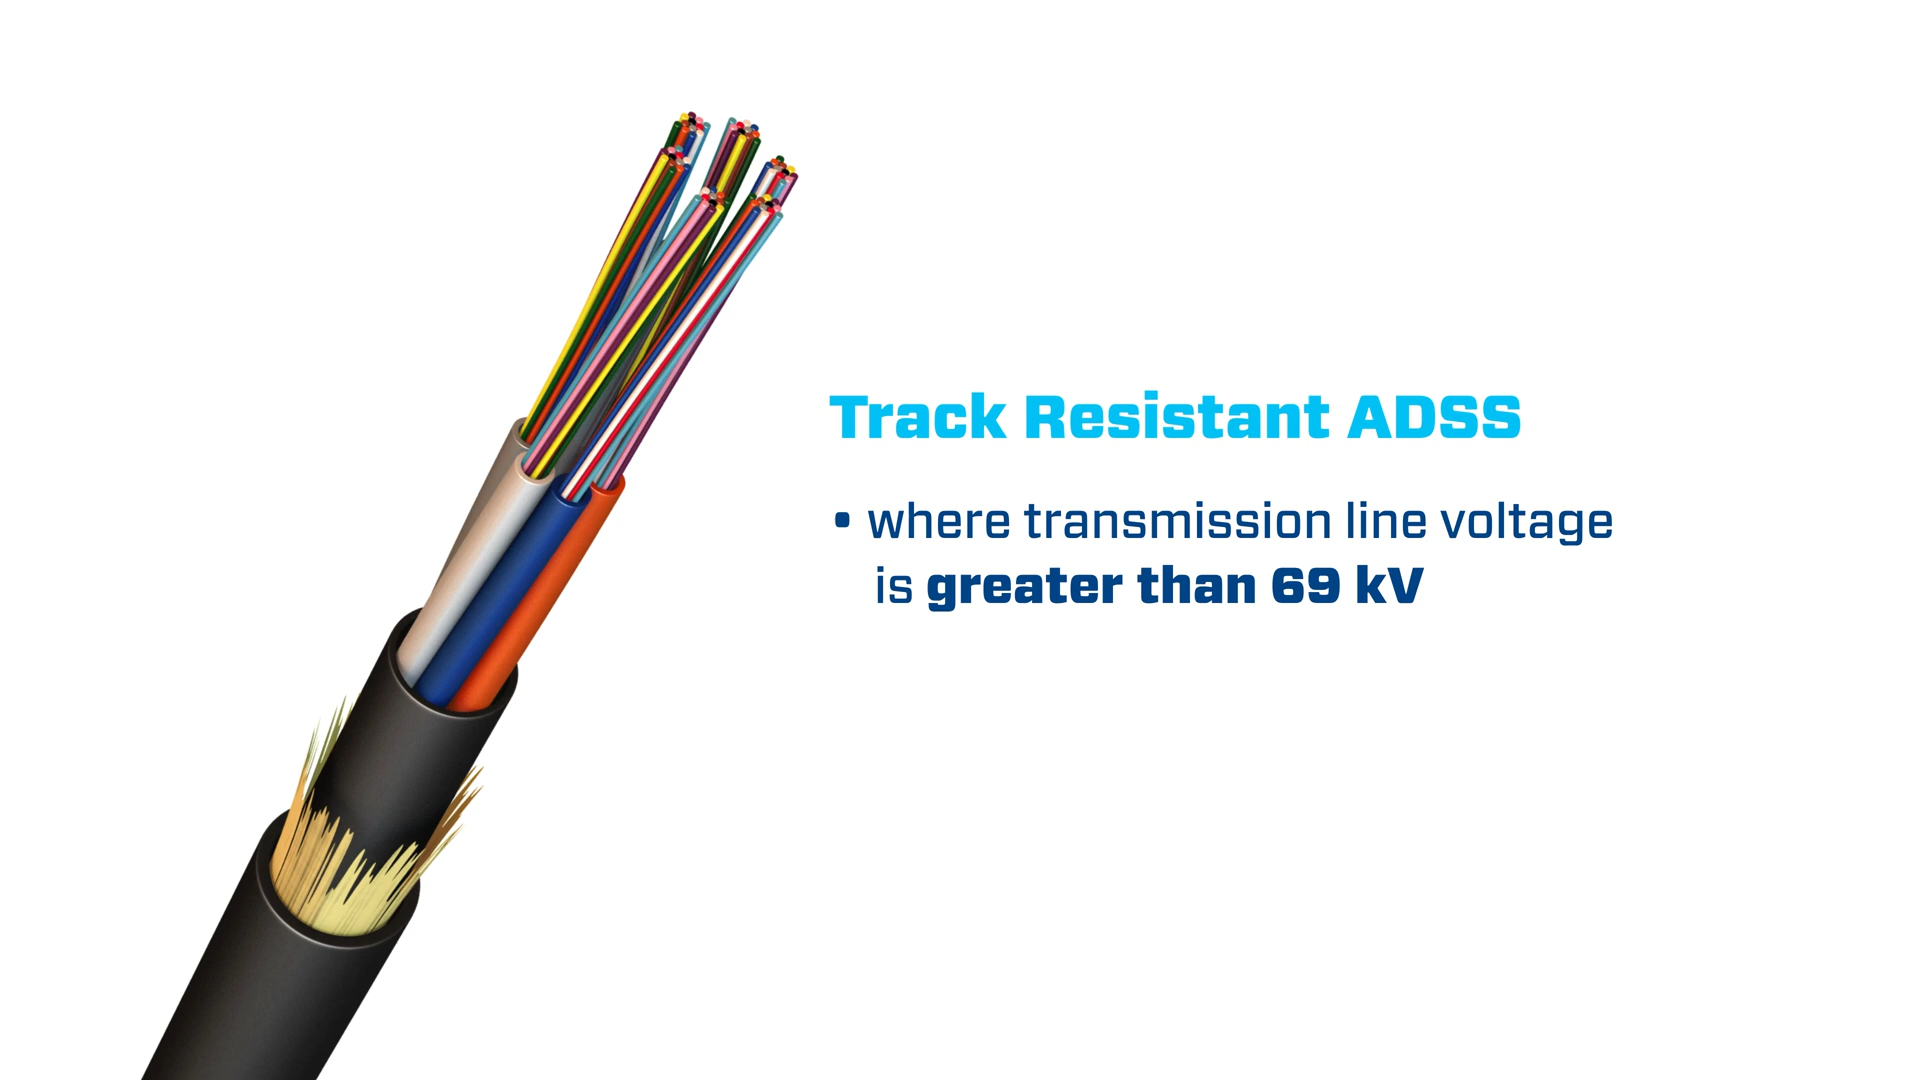 Track Resistant ADSS
• where transmission line voltage
is greater than 69 kV